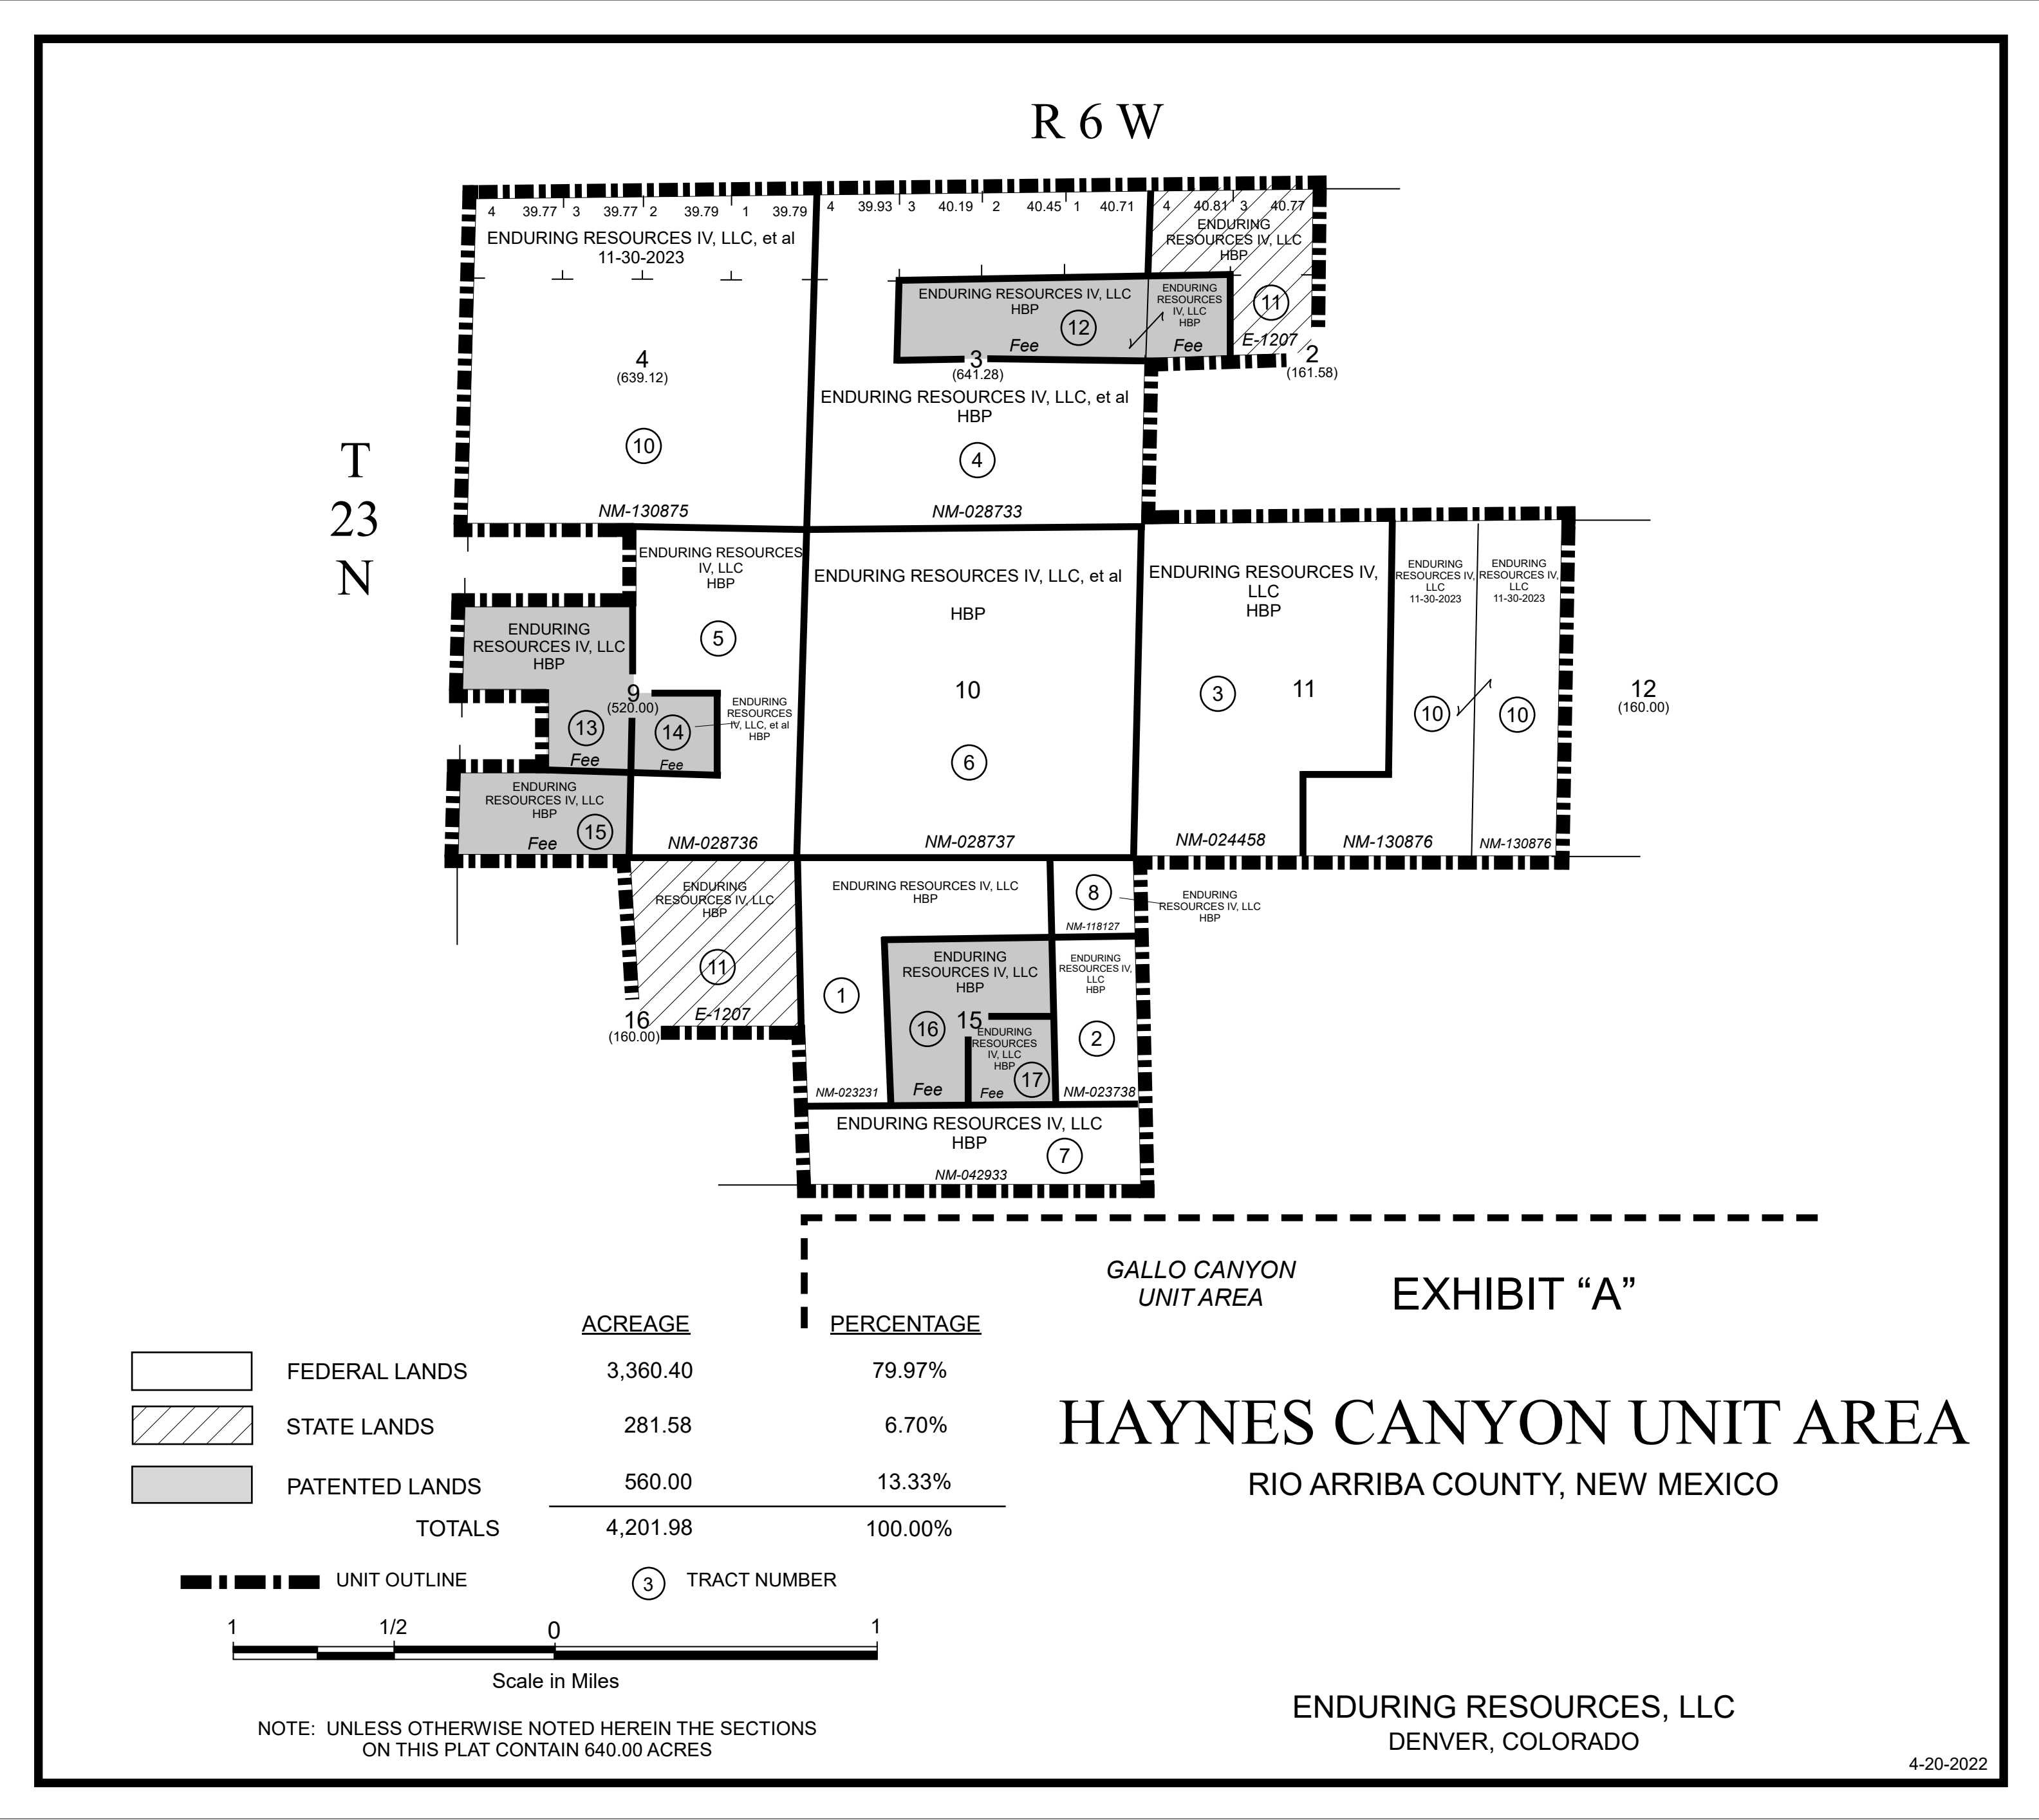 R 6 W
4 39.77 3 39.77 2 39.79 1 39.79
4 39.93 3 40.19 2 40.45 1 40.71
4 40.81 3 40.77
ENDURING RESOURCES IV, LLC, et al
11-30-2023
4
(639.12)
10
NM-130875
ENDURING RESOURCES IV, LLC
HBP
12
Fee
ENDURING
RESOURCES
IV, LLC
HBP
Fee
ENDURING
RESOURCES IV, LLC
HBP
11
E-1207
2
(161.58)
3
(641.28)
ENDURING RESOURCES IV, LLC, et al
HBP
4
NM-028733
T
23
N
ENDURING RESOURCES
IV, LLC
HBP
5
ENDURING
RESOURCES IV, LLC
HBP
9
(520.00)
13
Fee
14
Fee
ENDURING
RESOURCES
IV, LLC, et al
HBP
ENDURING
RESOURCES IV, LLC
HBP
15
Fee
NM-028736
ENDURING RESOURCES IV, LLC, et al
HBP
10
6
NM-028737
ENDURING RESOURCES IV,
LLC
HBP
3
11
NM-024458
ENDURING
RESOURCES IV,
LLC
11-30-2023
10
NM-130876
ENDURING
RESOURCES IV,
LLC
11-30-2023
10
NM-130876
12
(160.00)
ENDURING
RESOURCES IV, LLC
HBP
11
E-1207
16
(160.00)
ENDURING RESOURCES IV, LLC
HBP
1
NM-023231
8
NM-118127
ENDURING
RESOURCES IV, LLC
HBP
ENDURING
RESOURCES IV, LLC
HBP
16
15
Fee
ENDURING
RESOURCES
IV, LLC
HBP
17
Fee
ENDURING
RESOURCES IV,
LLC
HBP
2
NM-023738
ENDURING RESOURCES IV, LLC
HBP
7
NM-042933
GALLO CANYON
UNIT AREA
EXHIBIT “A”
ACREAGE PERCENTAGE
FEDERAL LANDS 3,360.40 79.97%
STATE LANDS 281.58 6.70%
PATENTED LANDS 560.00 13.33%
TOTALS 4,201.98 100.00%
UNIT OUTLINE 3 TRACT NUMBER
1 1/2 0 1
Scale in Miles
NOTE: UNLESS OTHERWISE NOTED HEREIN THE SECTIONS
ON THIS PLAT CONTAIN 640.00 ACRES
HAYNES CANYON UNIT AREA
RIO ARRIBA COUNTY, NEW MEXICO
ENDURING RESOURCES, LLC
DENVER, COLORADO
4-20-2022